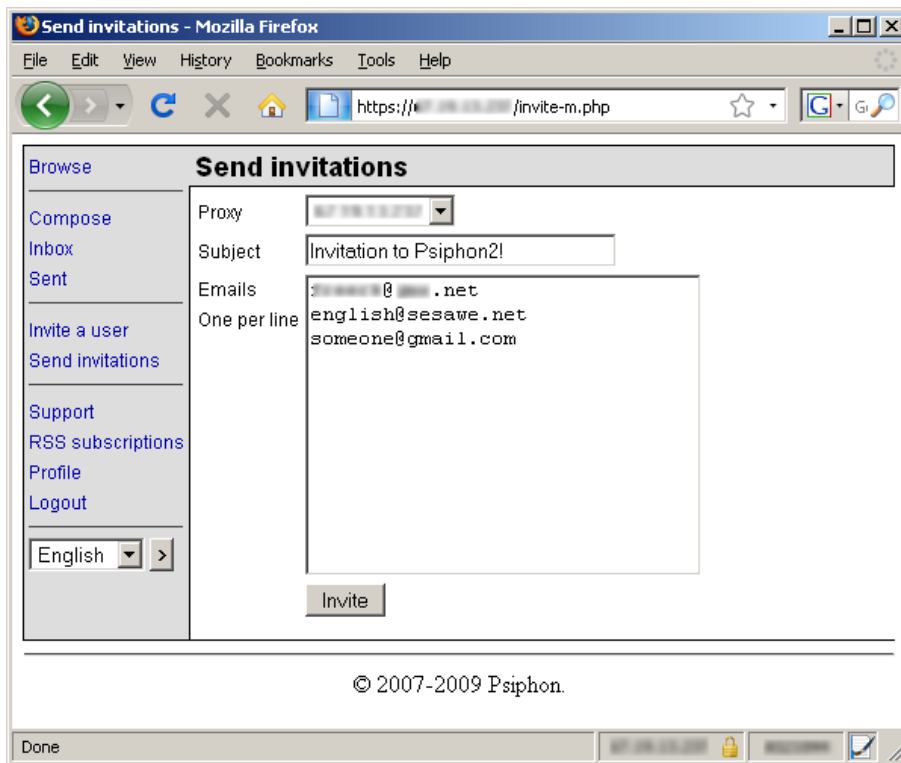 Send invitations - Mozilla Firefox
File Edit View History Bookmarks Tools Help
https:// /invite-m.php
G G
Browse
Send invitations
Compose
Inbox
Sent
Invite a user
Send invitations
Support
RSS subscriptions
Profile
Logout
English >
Proxy
Subject Invitation to Psiphon2!
Emails
One per line
@ .net
english@sesawe.net
someone@gmail.com
Invite
© 2007-2009 Psiphon.
Done